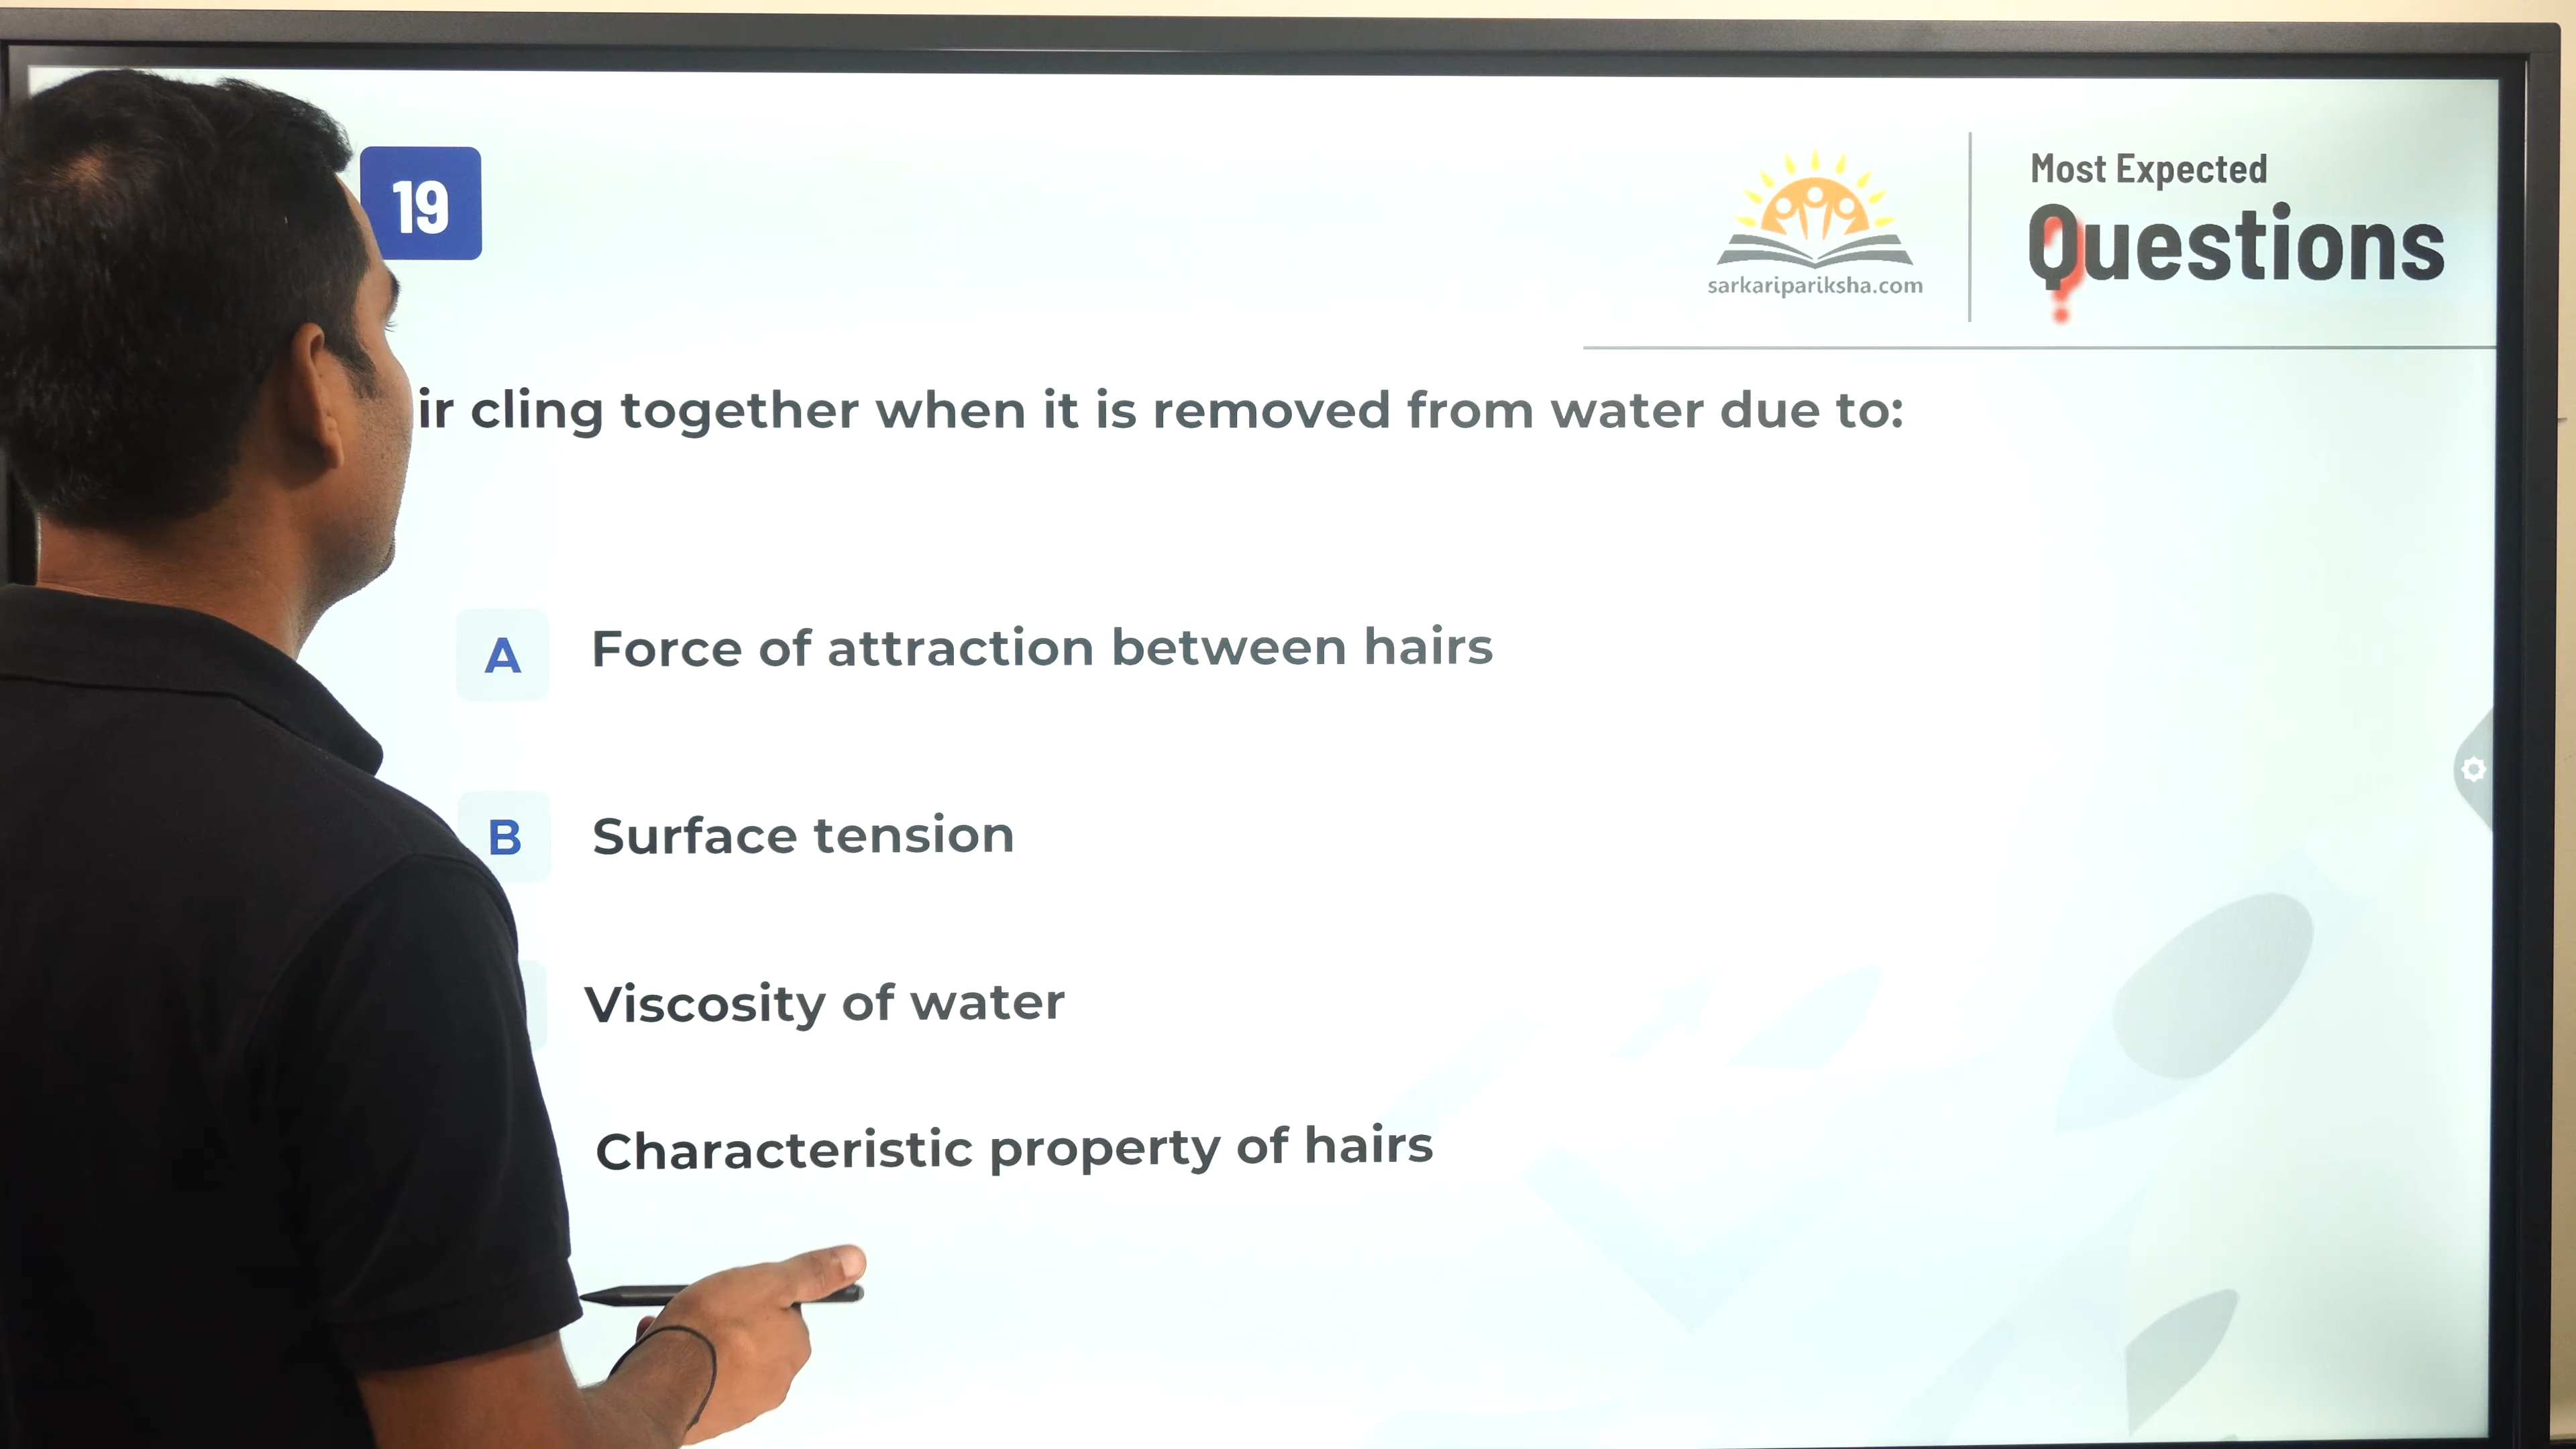 19
sarkaripariksha.com
Most Expected
Questions
ir cling together when it is removed from water due to:
A Force of attraction between hairs
B Surface tension
Viscosity of water
Characteristic property of hairs